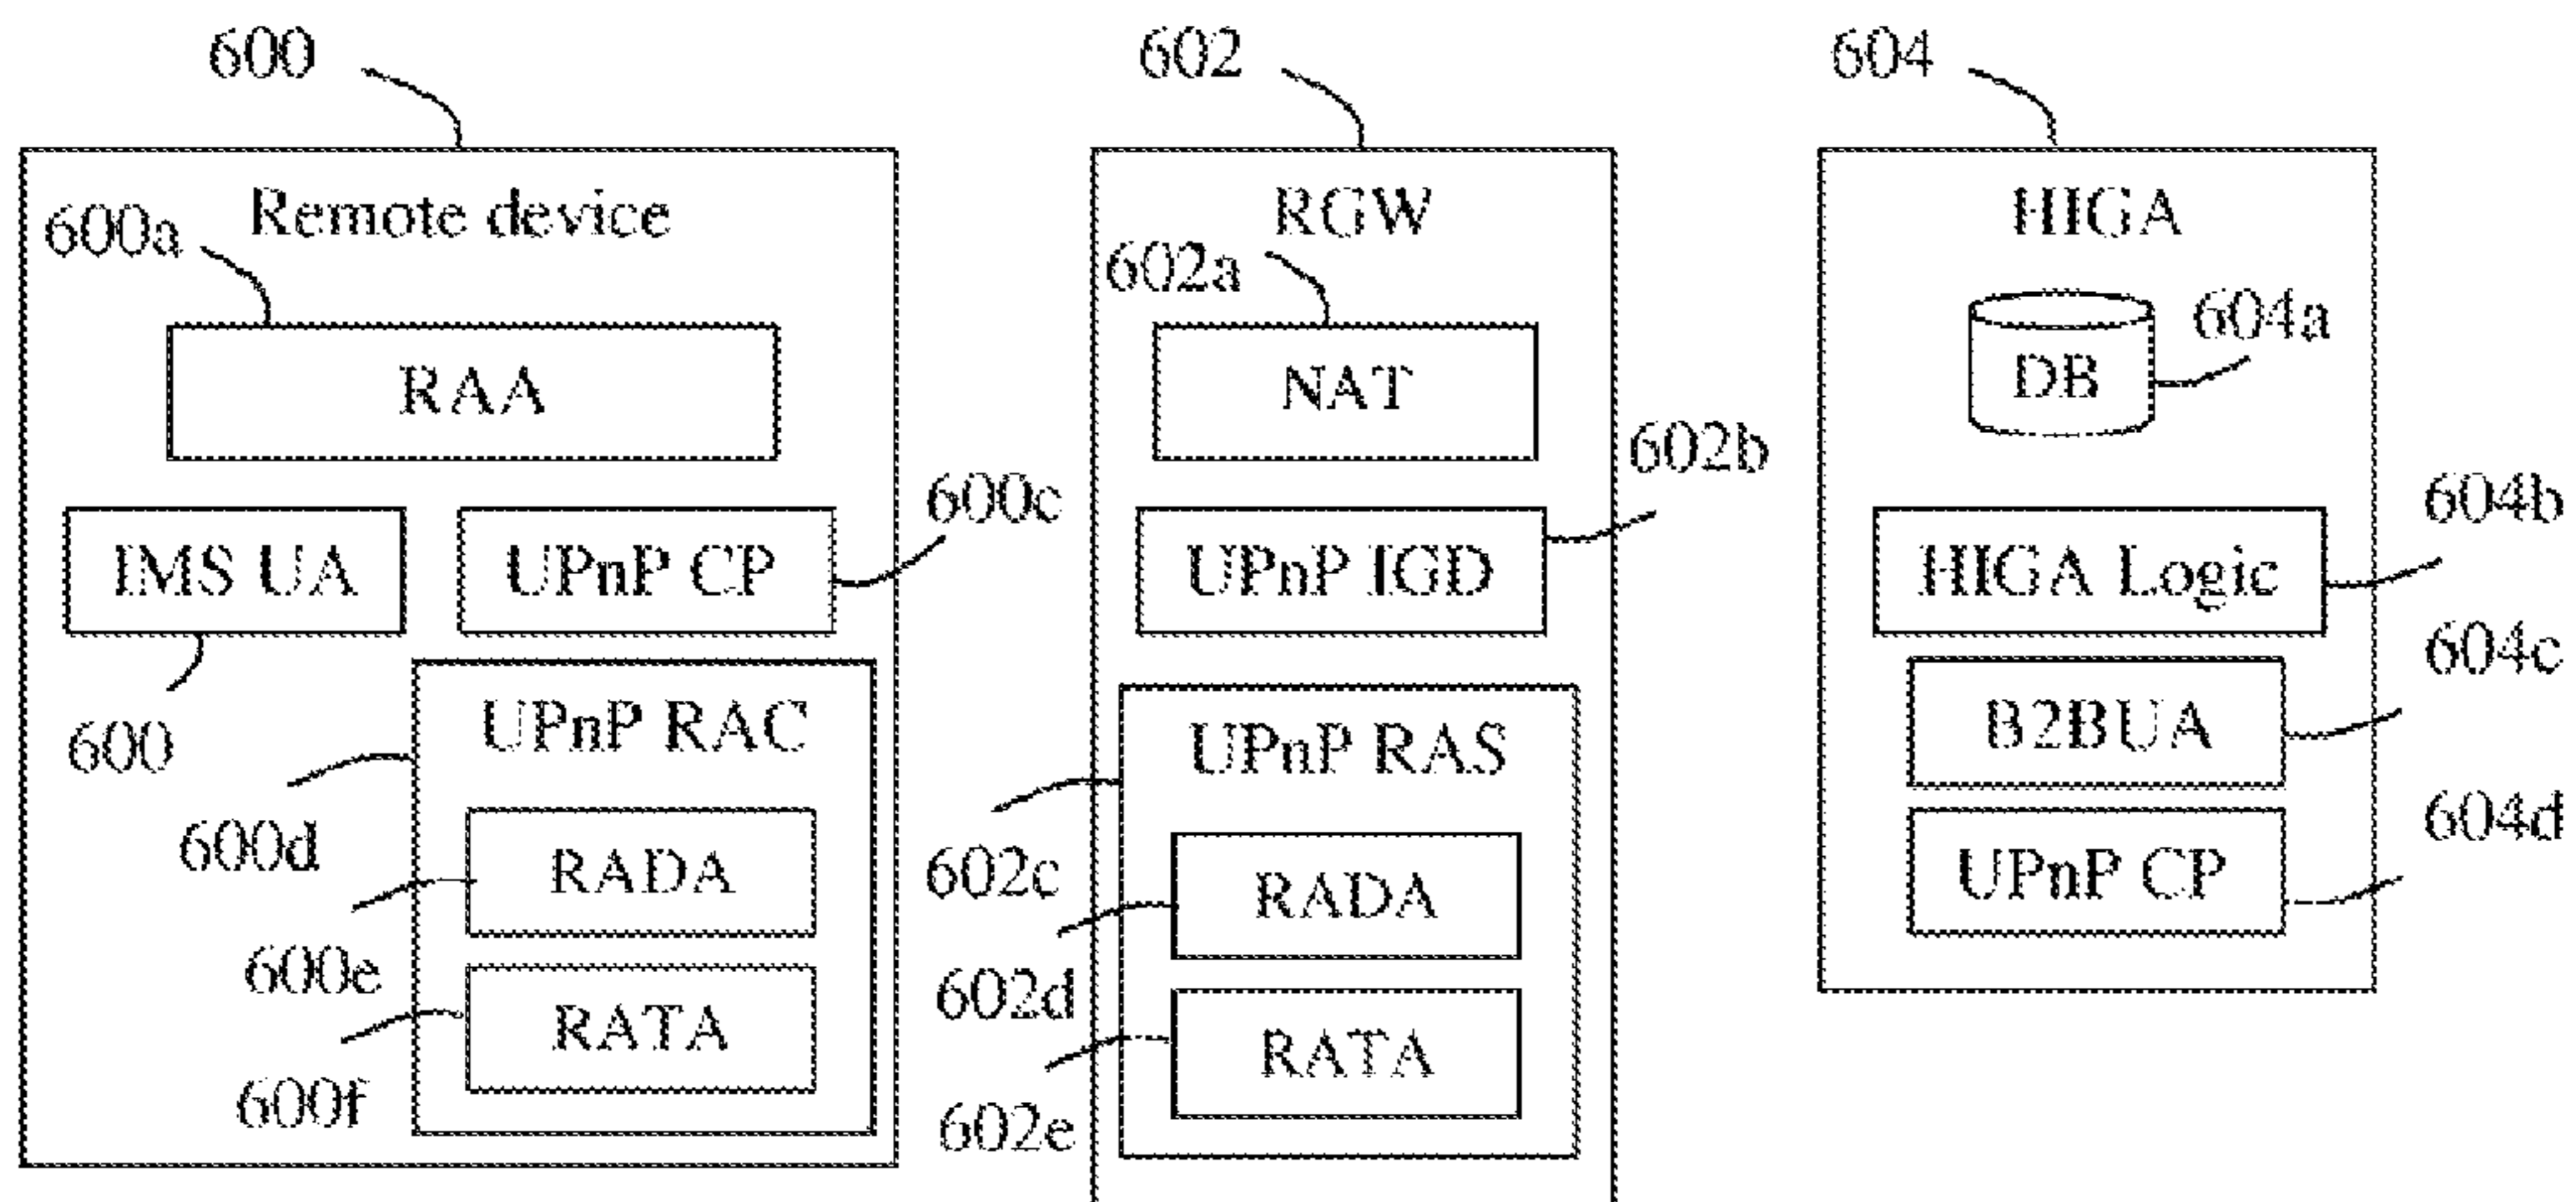 600
Remote device
600a
RAA
IMS UA
UPnP CP
600c
600
UPnP RAC
600d
RADA
600e
RATA
600f
602
RGW
602a
NAT
602b
UPnP IGD
UPnP RAS
602c
RADA
602d
RATA
602e
604
HIGA
DB
604a
604b
HIGA Logic
604c
B2BUA
604d
UPnP CP